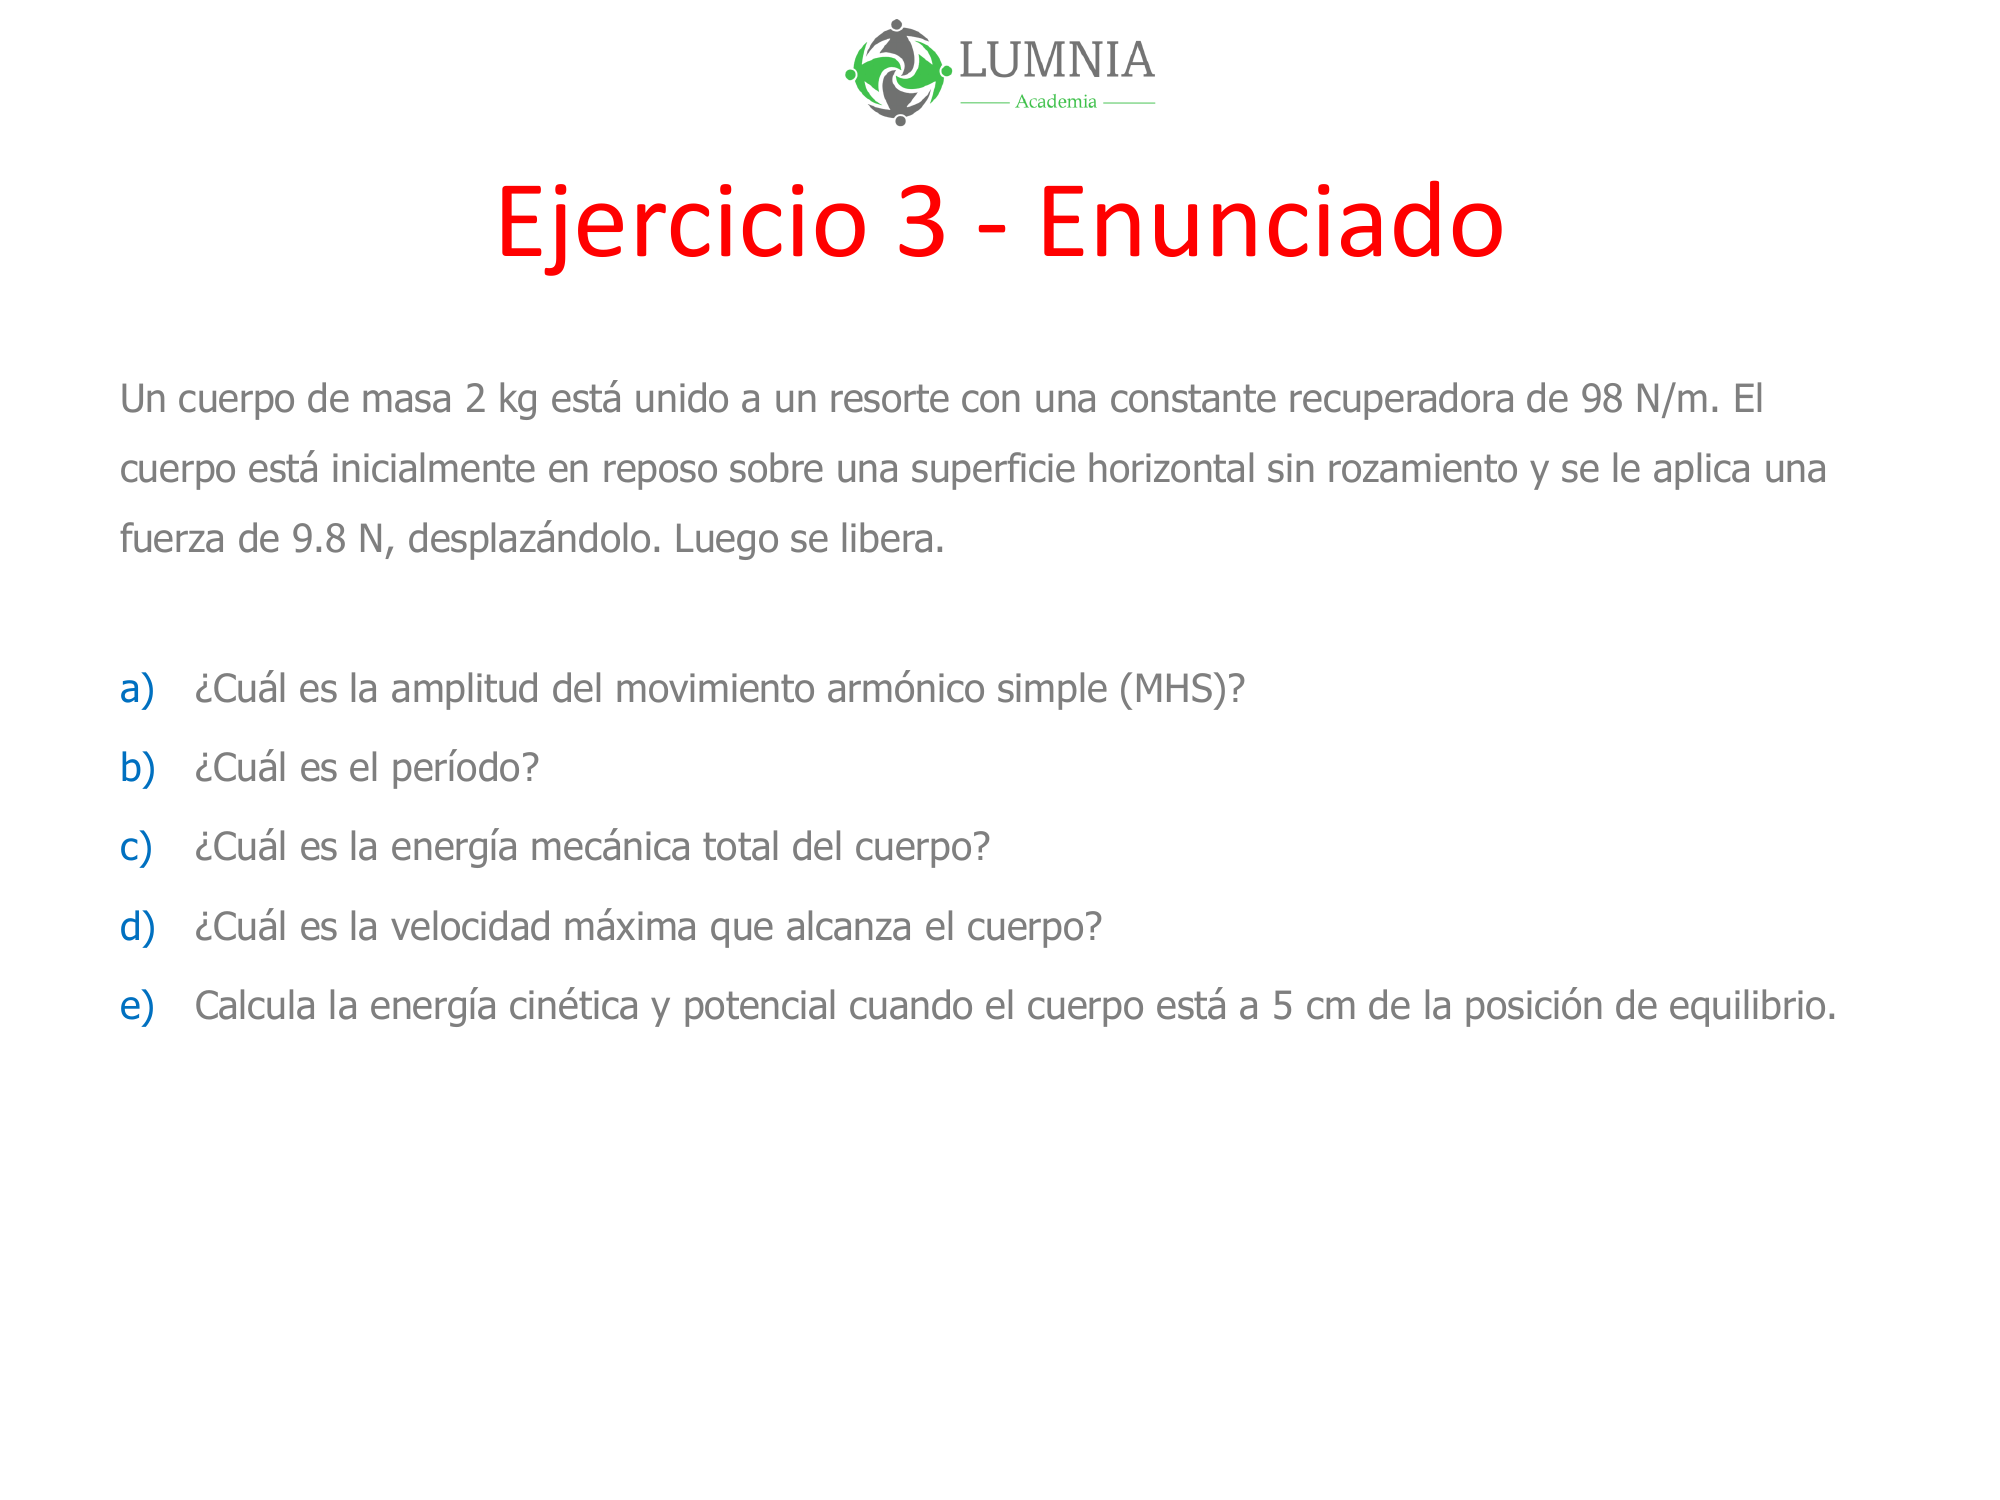 LUMNIA
Academia
Ejercicio 3 - Enunciado
Un cuerpo de masa 2 kg está unido a un resorte con una constante recuperadora de 98 N/m. El
cuerpo está inicialmente en reposo sobre una superficie horizontal sin rozamiento y se le aplica una
fuerza de 9.8 N, desplazándolo. Luego se libera.
a) ¿Cuál es la amplitud del movimiento armónico simple (MHS)?
b) ¿Cuál es el período?
c) ¿Cuál es la energía mecánica total del cuerpo?
d) ¿Cuál es la velocidad máxima que alcanza el cuerpo?
e) Calcula la energía cinética y potencial cuando el cuerpo está a 5 cm de la posición de equilibrio.